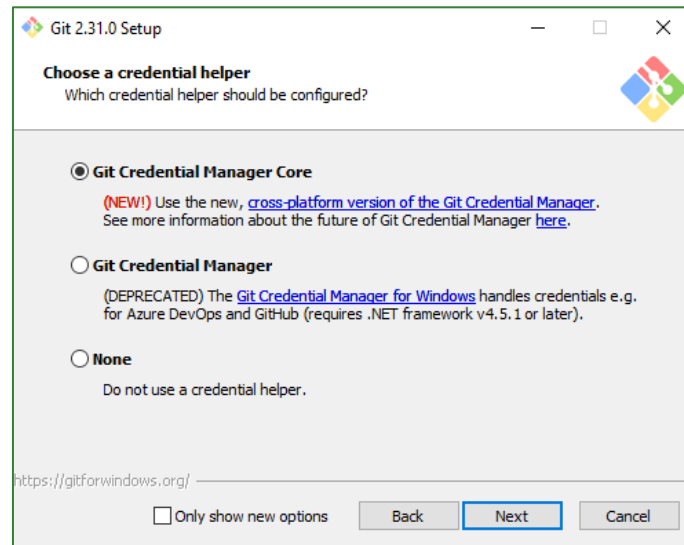 Git 2.31.0 Setup
Choose a credential helper
Which credential helper should be configured?
Git Credential Manager Core
(NEW!) Use the new, cross-platform version of the Git Credential Manager.
See more information about the future of Git Credential Manager here.
Git Credential Manager
(DEPRECATED) The Git Credential Manager for Windows handles credentials e.g.
for Azure DevOps and GitHub (requires .NET framework v4.5.1 or later).
None
Do not use a credential helper.
https://gitforwindows.org/
Only show new options Back Next Cancel